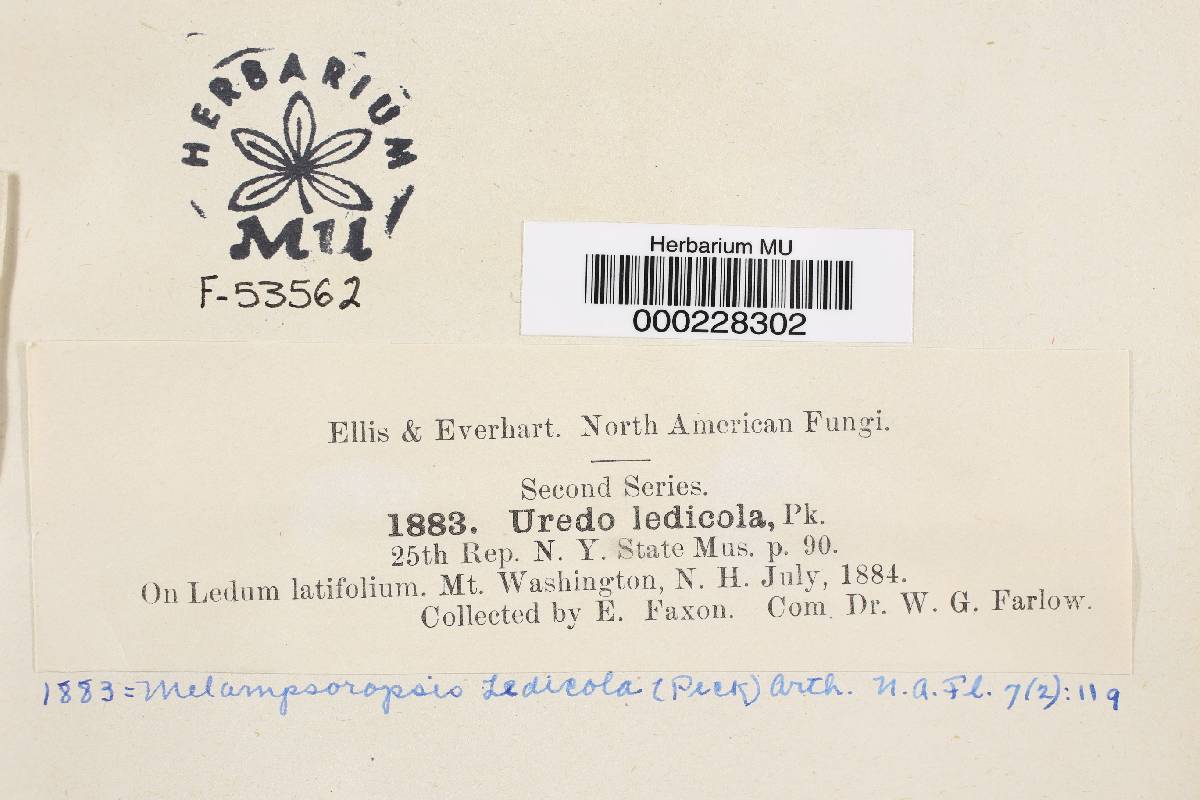 HERBARIUM
MU
F-53562
Herbarium MU
000228302
Ellis & Everhart. North American Fungi.
Second Series.
1883. Uredo ledicola, Pk.
25th Rep. N. Y. State Mus. p. 90.
On Ledum latifolium. Mt. Washington, N. H. July, 1884.
Collected by E. Faxon. Com. Dr. W. G. Farlow.
1883 = Melampsoropsis Ledicola (Peck) Arth. N.A.Fl. 7(2):119